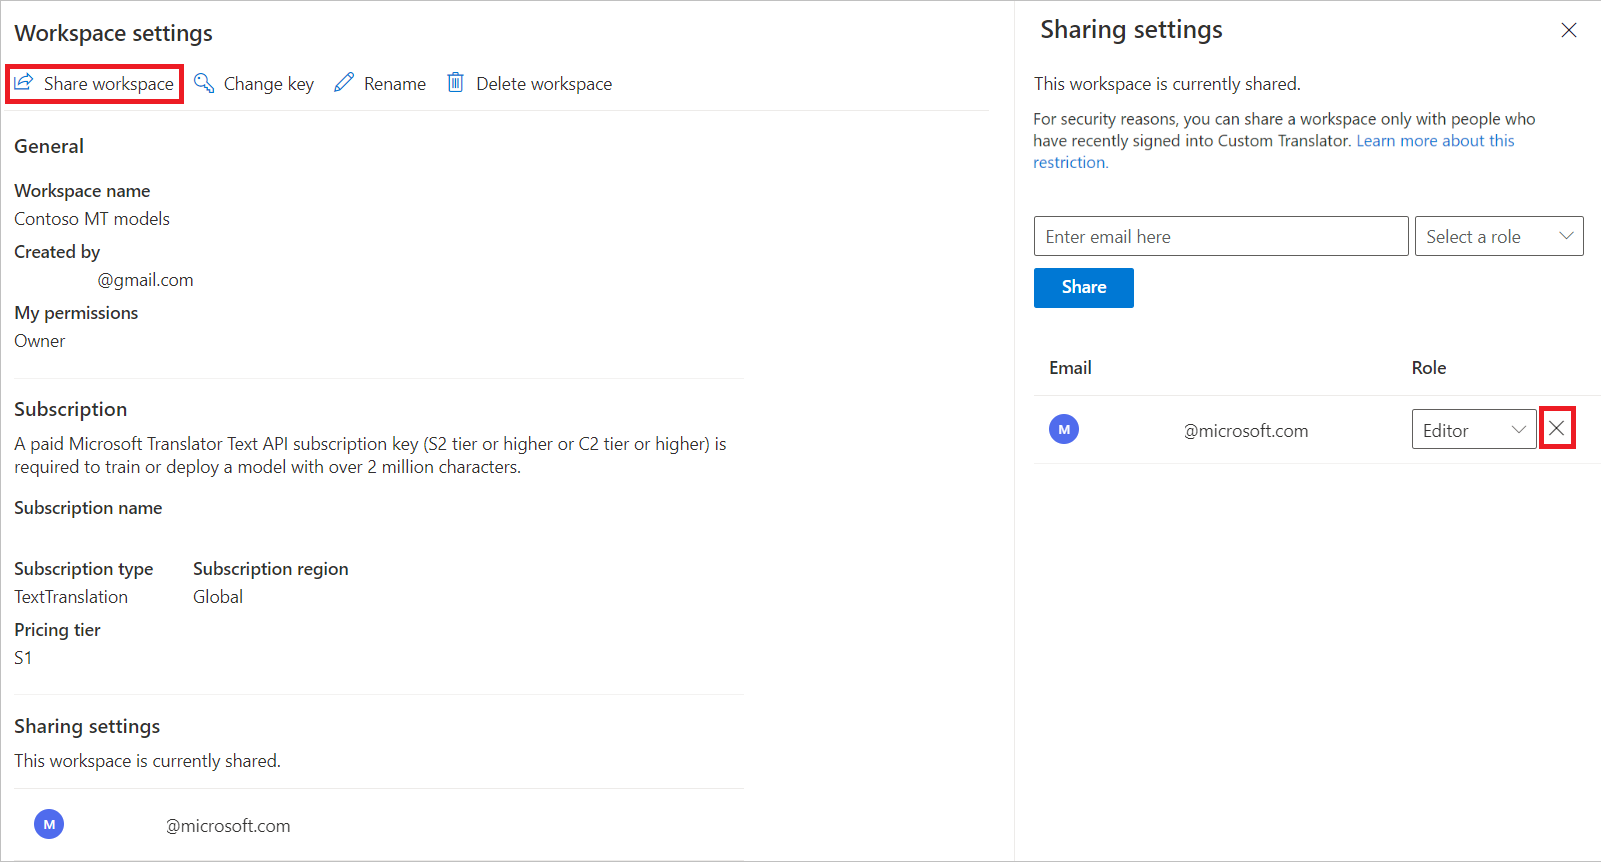 Workspace settings
Share workspace
Change key
Rename
Delete workspace
General
Workspace name
Contoso MT models
Created by
@gmail.com
My permissions
Owner
Subscription
A paid Microsoft Translator Text API subscription key (S2 tier or higher or C2 tier or higher) is
required to train or deploy a model with over 2 million characters.
Subscription name
Subscription type
Subscription region
TextTranslation
Global
Pricing tier
S1
Sharing settings
This workspace is currently shared.
M
@microsoft.com
Sharing settings
This workspace is currently shared.
For security reasons, you can share a workspace only with people who
have recently signed into Custom Translator. Learn more about this
restriction.
Enter email here
Select a role
Share
Email
Role
M
@microsoft.com
Editor